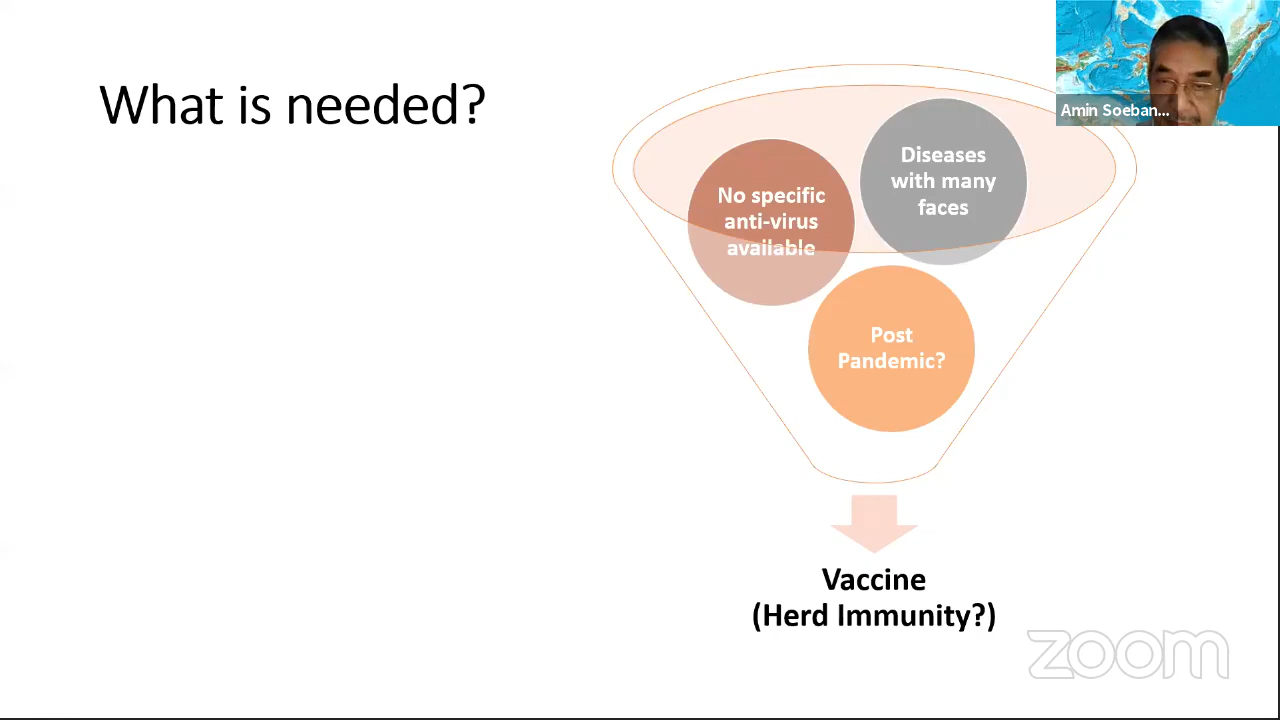 What is needed?
Amin Soeban...
No specific
anti-virus
available
Diseases
with many
faces
Post
Pandemic?
Vaccine
(Herd Immunity?)
zoom